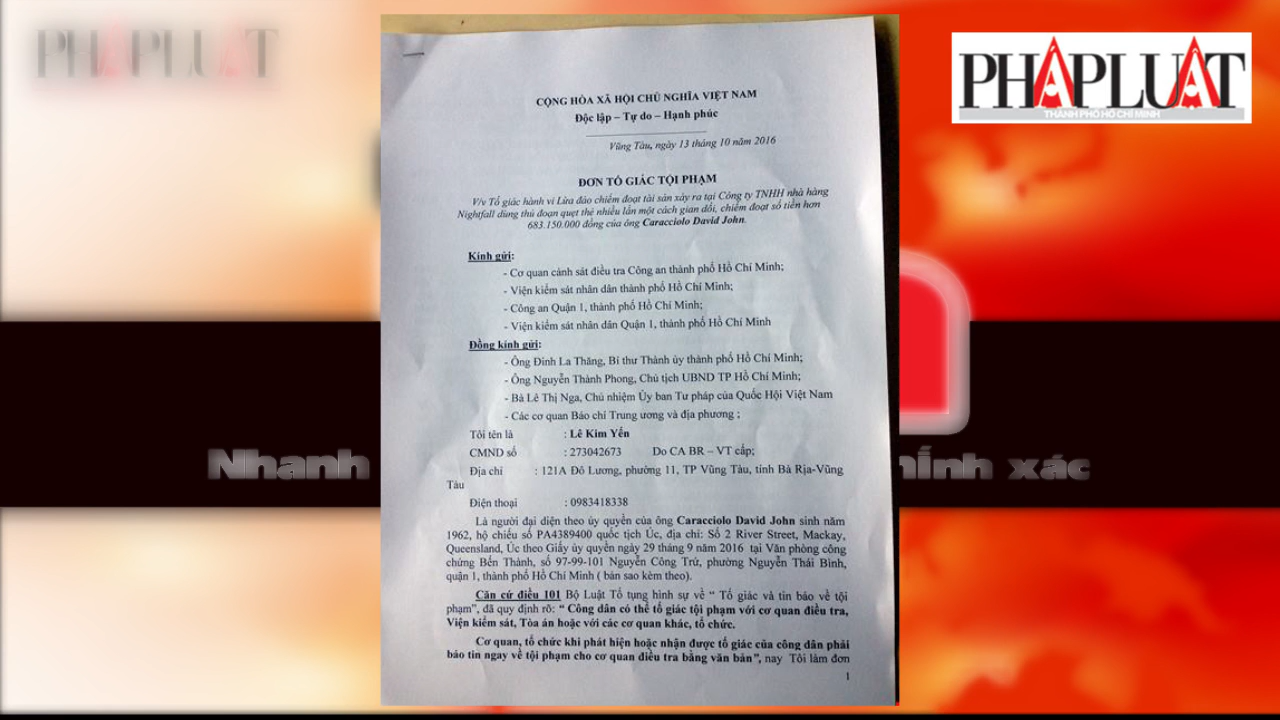 PHÁPLUẬT
PHÁPLUẬT
THÀNH PHỐ HỒ CHÍ MINH
CỘNG HÒA XÃ HỘI CHỦ NGHĨA VIỆT NAM
Độc lập – Tự do – Hạnh phúc
Vũng Tàu, ngày 13 tháng 10 năm 2016
ĐƠN TỐ GIÁC TỘI PHẠM
V/v Tố giác hành vi Lừa đảo chiếm đoạt tài sản xảy ra tại Công ty TNHH nhà hàng
Nightfall dùng thủ đoạn quẹt thẻ nhiều lần một cách gian dối, chiếm đoạt số tiền hơn
683.150.000 đồng của ông Caracciolo David John.
Kính gửi:
- Cơ quan cảnh sát điều tra Công an thành phố Hồ Chí Minh;
- Viện kiểm sát nhân dân thành phố Hồ Chí Minh;
- Công an Quận 1, thành phố Hồ Chí Minh;
- Viện kiểm sát nhân dân Quận 1, thành phố Hồ Chí Minh
Đồng kính gửi:
- Ông Đinh La Thăng, Bí thư Thành ủy thành phố Hồ Chí Minh;
- Ông Nguyễn Thành Phong, Chủ tịch UBND TP Hồ Chí Minh;
- Bà Lê Thị Nga, Chủ nhiệm Ủy ban Tư pháp của Quốc Hội Việt Nam
- Các cơ quan Báo chí Trung ương và địa phương ;
Tôi tên là : Lê Kim Yến
CMND số : 273042673 Do CA BR – VT cấp;
Địa chỉ : 121A Đô Lương, phường 11, TP Vũng Tàu, tỉnh Bà Rịa-Vũng
Tàu
Điện thoại : 0983418338
Là người đại diện theo ủy quyền của ông Caracciolo David John sinh năm
1962, hộ chiếu số PA4389400 quốc tịch Úc, địa chỉ: Số 2 River Street, Mackay,
Queensland, Úc theo Giấy ủy quyền ngày 29 tháng 9 năm 2016 tại Văn phòng công
chứng Bến Thành, số 97-99-101 Nguyễn Công Trứ, phường Nguyễn Thái Bình,
quận 1, thành phố Hồ Chí Minh ( bản sao kèm theo).
Căn cứ điều 101 Bộ Luật Tố tụng hình sự về “ Tố giác và tin báo về tội
phạm”, đã quy định rõ: “ Công dân có thể tố giác tội phạm với cơ quan điều tra,
Viện kiểm sát, Tòa án hoặc với các cơ quan khác, tổ chức.
Cơ quan, tổ chức khi phát hiện hoặc nhận được tố giác của công dân phải
báo tin ngay về tội phạm cho cơ quan điều tra bằng văn bản”, nay Tôi làm đơn
1
Nhanh
xác